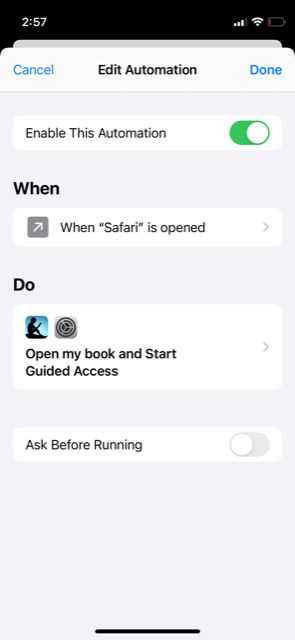 2:57
Cancel
Edit Automation
Done
Enable This Automation
When
When “Safari” is opened
Do
Open my book and Start
Guided Access
Ask Before Running